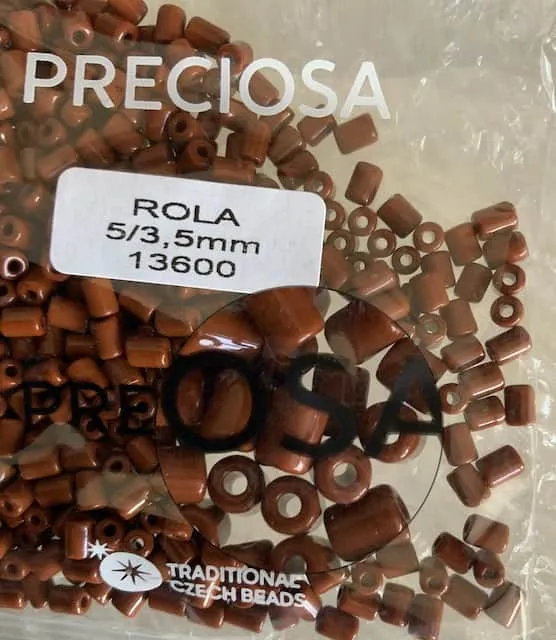 PRECIOSA
ROLA
5/3,5mm
13600
PRECIOSA
TRADITIONAL
CZECH BEADS